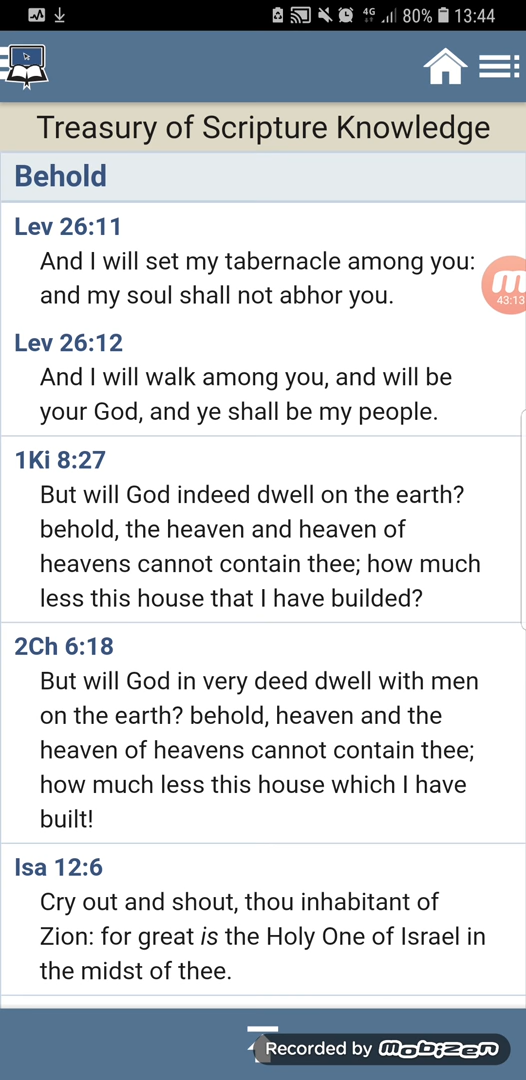 4G 80% 13:44
Treasury of Scripture Knowledge
Behold
Lev 26:11
And I will set my tabernacle among you:
and my soul shall not abhor you.
43:13
Lev 26:12
And I will walk among you, and will be
your God, and ye shall be my people.
1Ki 8:27
But will God indeed dwell on the earth?
behold, the heaven and heaven of
heavens cannot contain thee; how much
less this house that I have builded?
2Ch 6:18
But will God in very deed dwell with men
on the earth? behold, heaven and the
heaven of heavens cannot contain thee;
how much less this house which I have
built!
Isa 12:6
Cry out and shout, thou inhabitant of
Zion: for great is the Holy One of Israel in
the midst of thee.
Recorded by mobizen